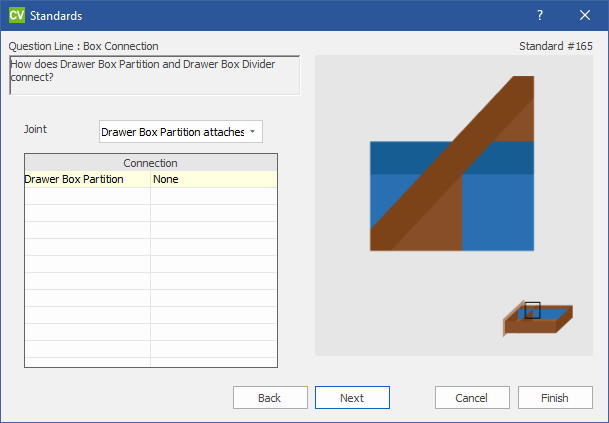 CV Standards
?
Question Line : Box Connection
Standard #165
How does Drawer Box Partition and Drawer Box Divider
connect?
Joint
Drawer Box Partition attaches
Connection
Drawer Box Partition None
Back Next Cancel Finish